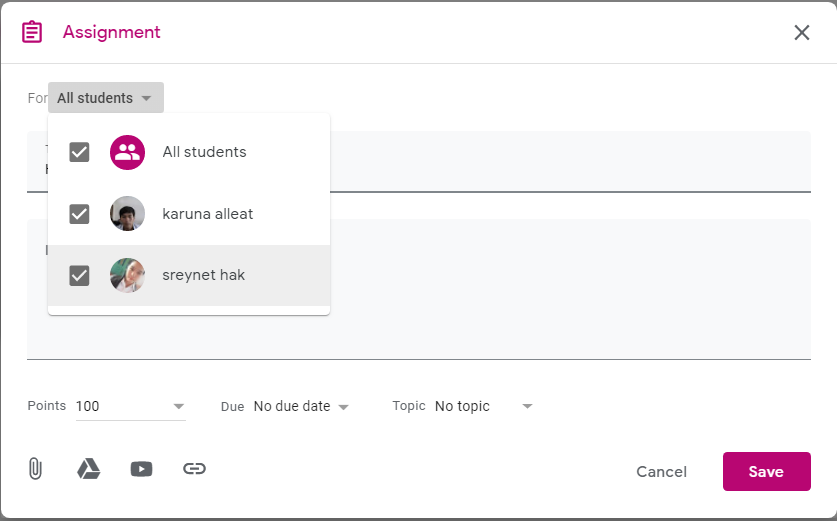 Assignment
For All students
All students
karuna alleat
sreynet hak
Points 100 Due No due date Topic No topic
Cancel Save